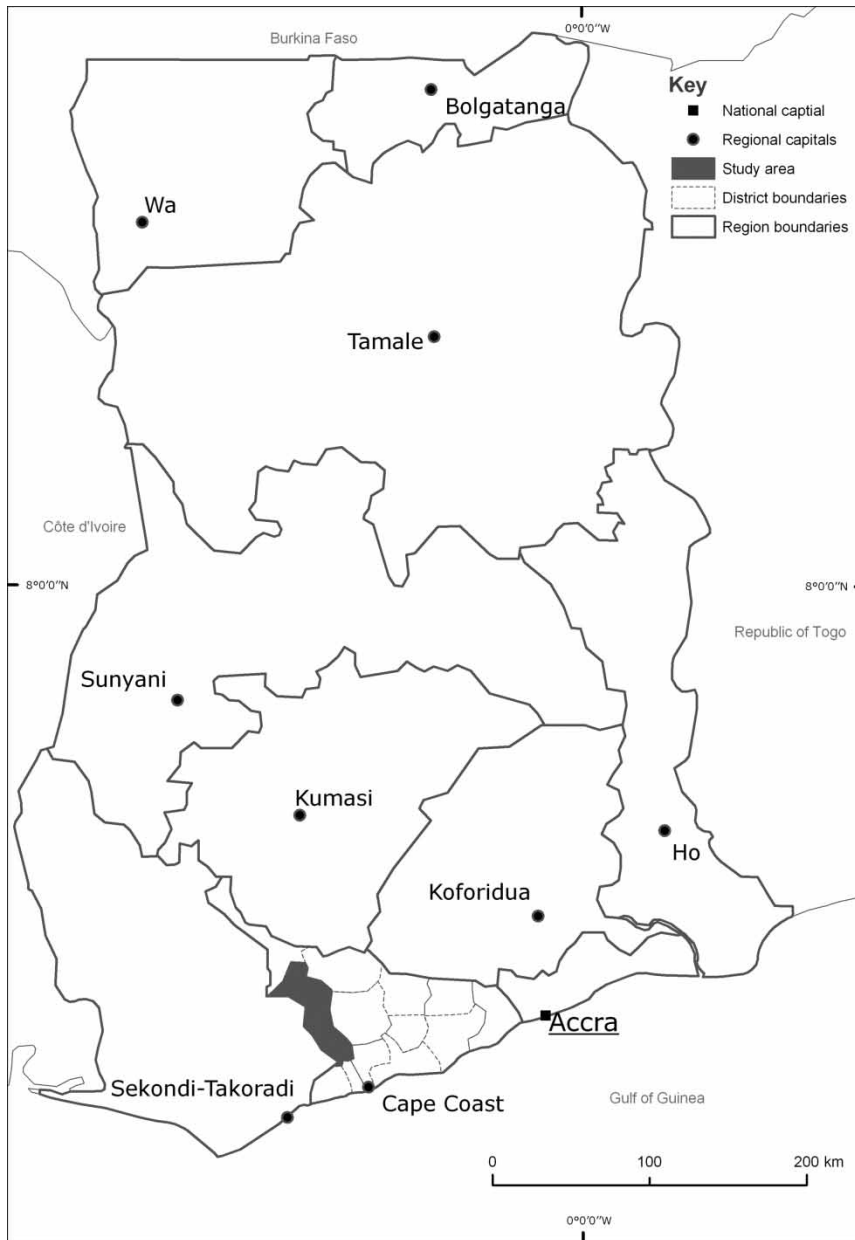 0°0'0"W
Burkina Faso
Key
National captial
Bolgatanga
Regional capitals
Study area
Wa
District boundaries
Region boundaries
Tamale
Côte d'Ivoire
8°0'0"N
8°0'0"N
Republic of Togo
Sunyani
Kumasi
Ho
Koforidua
Accra
Sekondi-Takoradi
Cape Coast
Gulf of Guinea
0 100 200 km
0°0'0"W